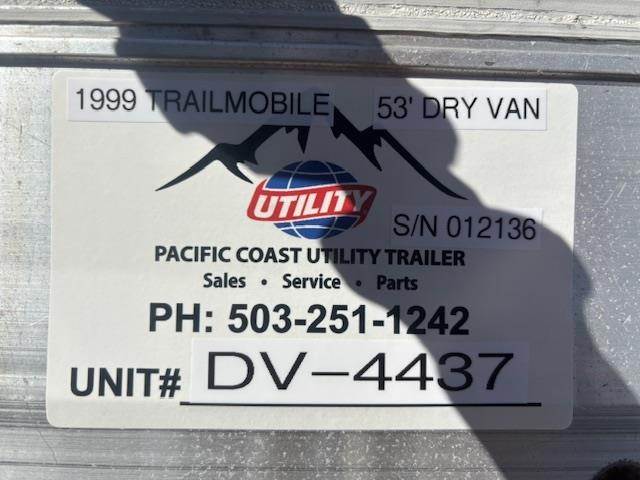 1999 TRAILMOBILE 53' DRY VAN
UTILITY
S/N 012136
PACIFIC COAST UTILITY TRAILER
Sales • Service • Parts
PH: 503-251-1242
UNIT# DV-4437